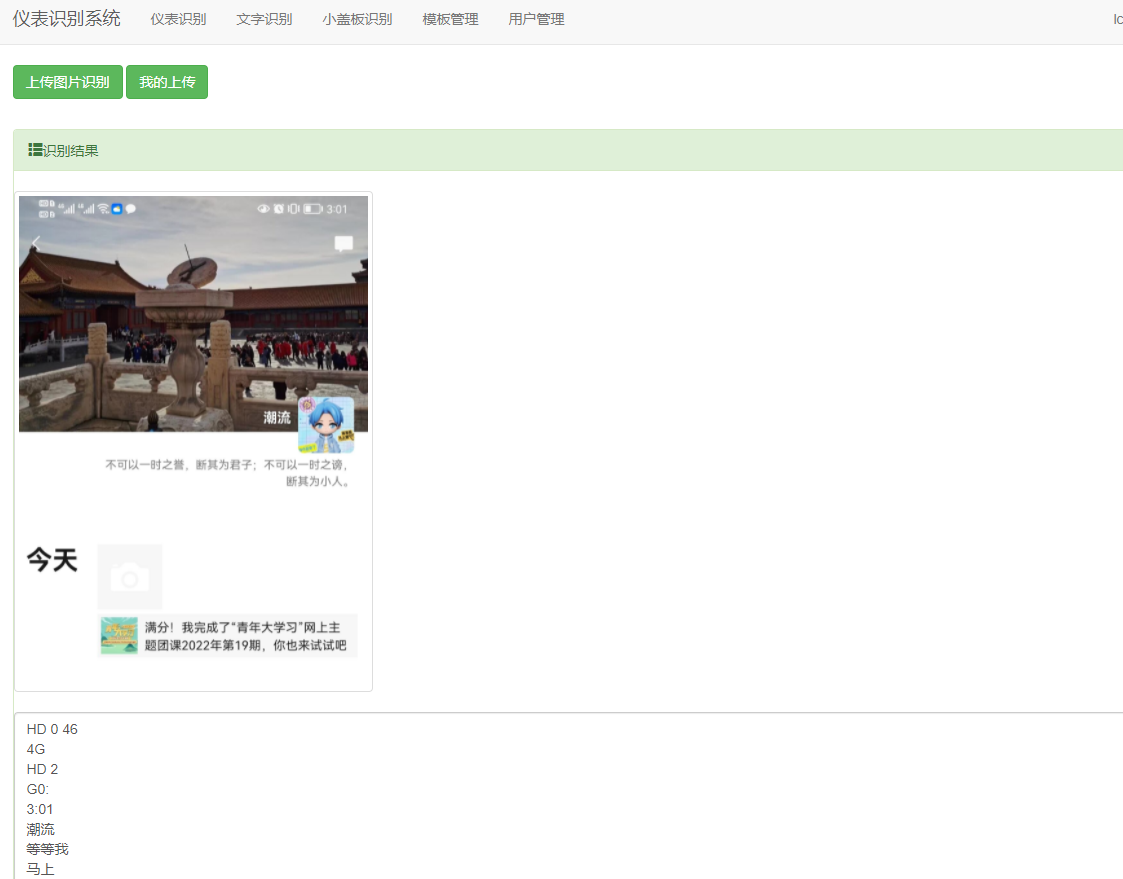 仪表识别系统 仪表识别 文字识别 小盖板识别 模板管理 用户管理
上传图片识别 我的上传
识别结果
3:01
潮流
不可以一时之誉，断其为君子；不可以一时之谤，
断其为小人。
今天
满分！我完成了“青年大学习”网上主
题团课2022年第19期，你也来试试吧
HD 0 46
4G
HD 2
G0:
3:01
潮流
等等我
马上